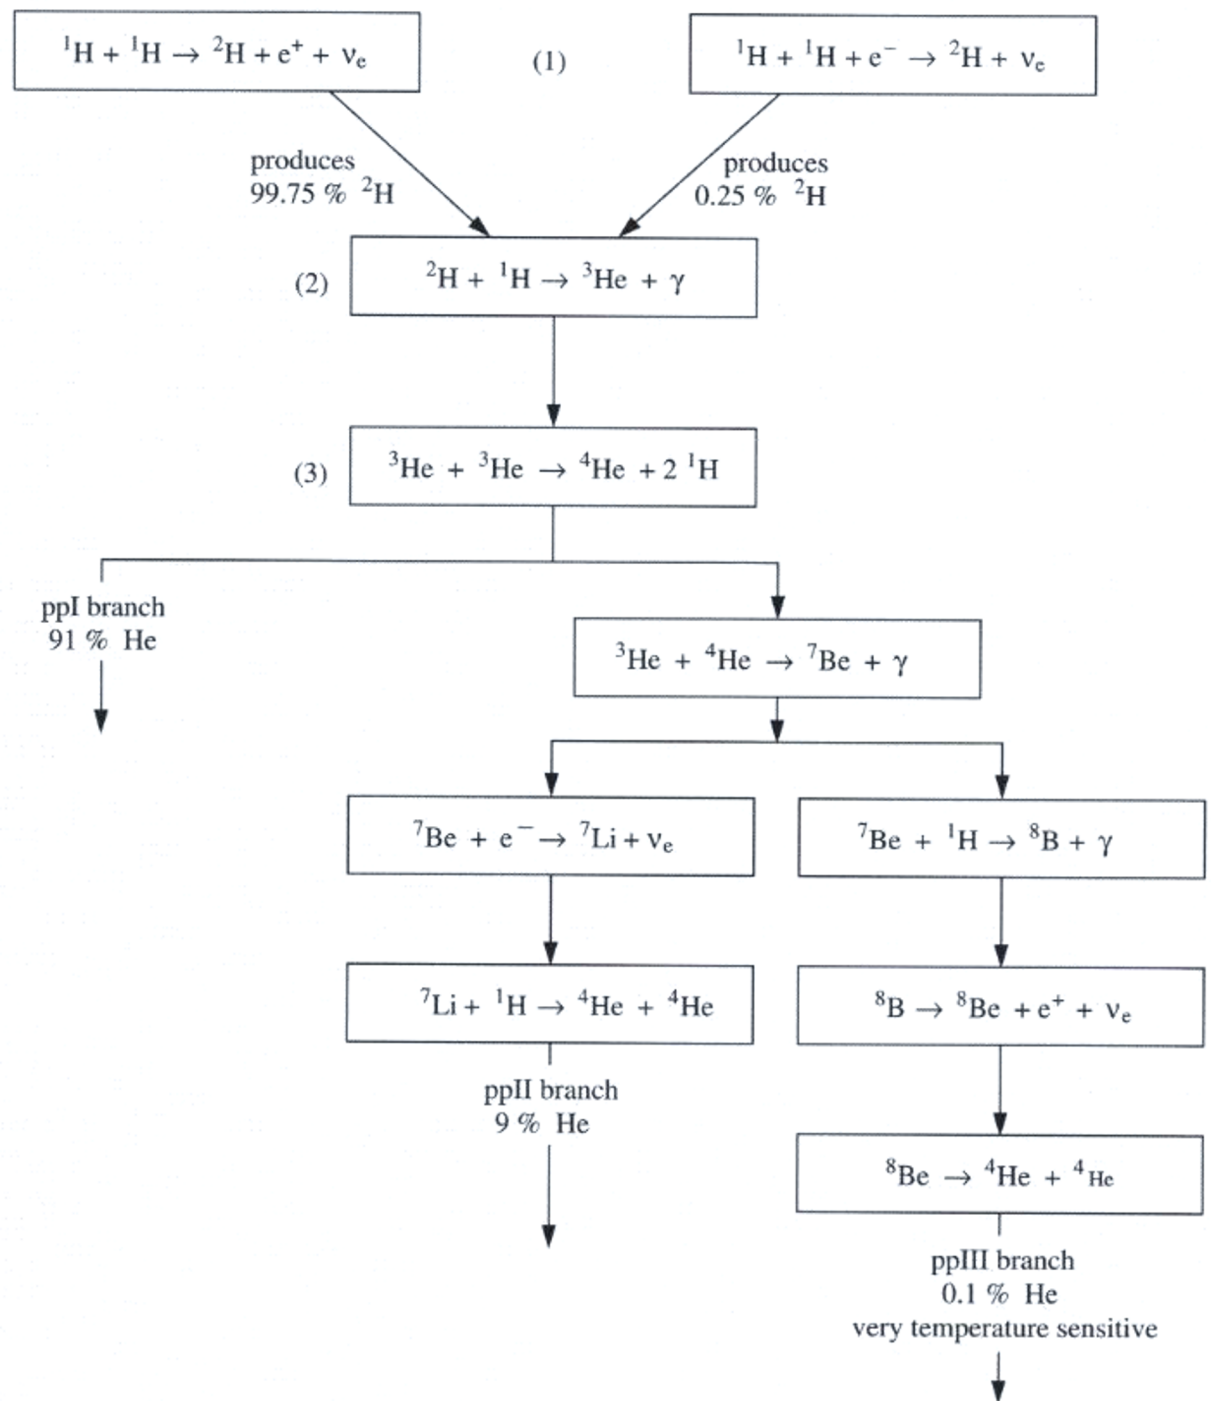 ¹H + ¹H → ²H + e⁺ + νₑ
(1)
¹H + ¹H + e⁻ → ²H + νₑ
produces
99.75 % ²H
produces
0.25 % ²H
(2)
²H + ¹H → ³He + γ
(3)
³He + ³He → ⁴He + 2 ¹H
ppI branch
91 % He
³He + ⁴He → ⁷Be + γ
⁷Be + e⁻ → ⁷Li + νₑ
⁷Be + ¹H → ⁸B + γ
⁷Li + ¹H → ⁴He + ⁴He
⁸B → ⁸Be + e⁺ + νₑ
ppII branch
9 % He
⁸Be → ⁴He + ⁴He
ppIII branch
0.1 % He
very temperature sensitive